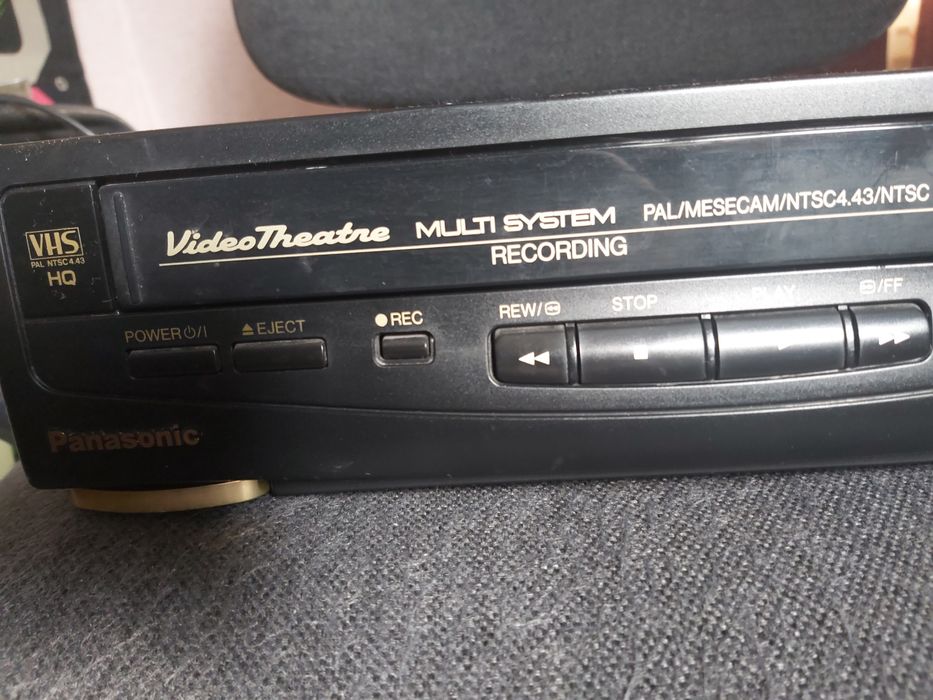 VHS
PAL NTSC 4.43
HQ
VideoTheatre MULTI SYSTEM PAL/MESECAM/NTSC4.43/NTSC
RECORDING
POWER⏻/I
⏏EJECT
●REC
REW/
STOP
PLAY
/FF
Panasonic